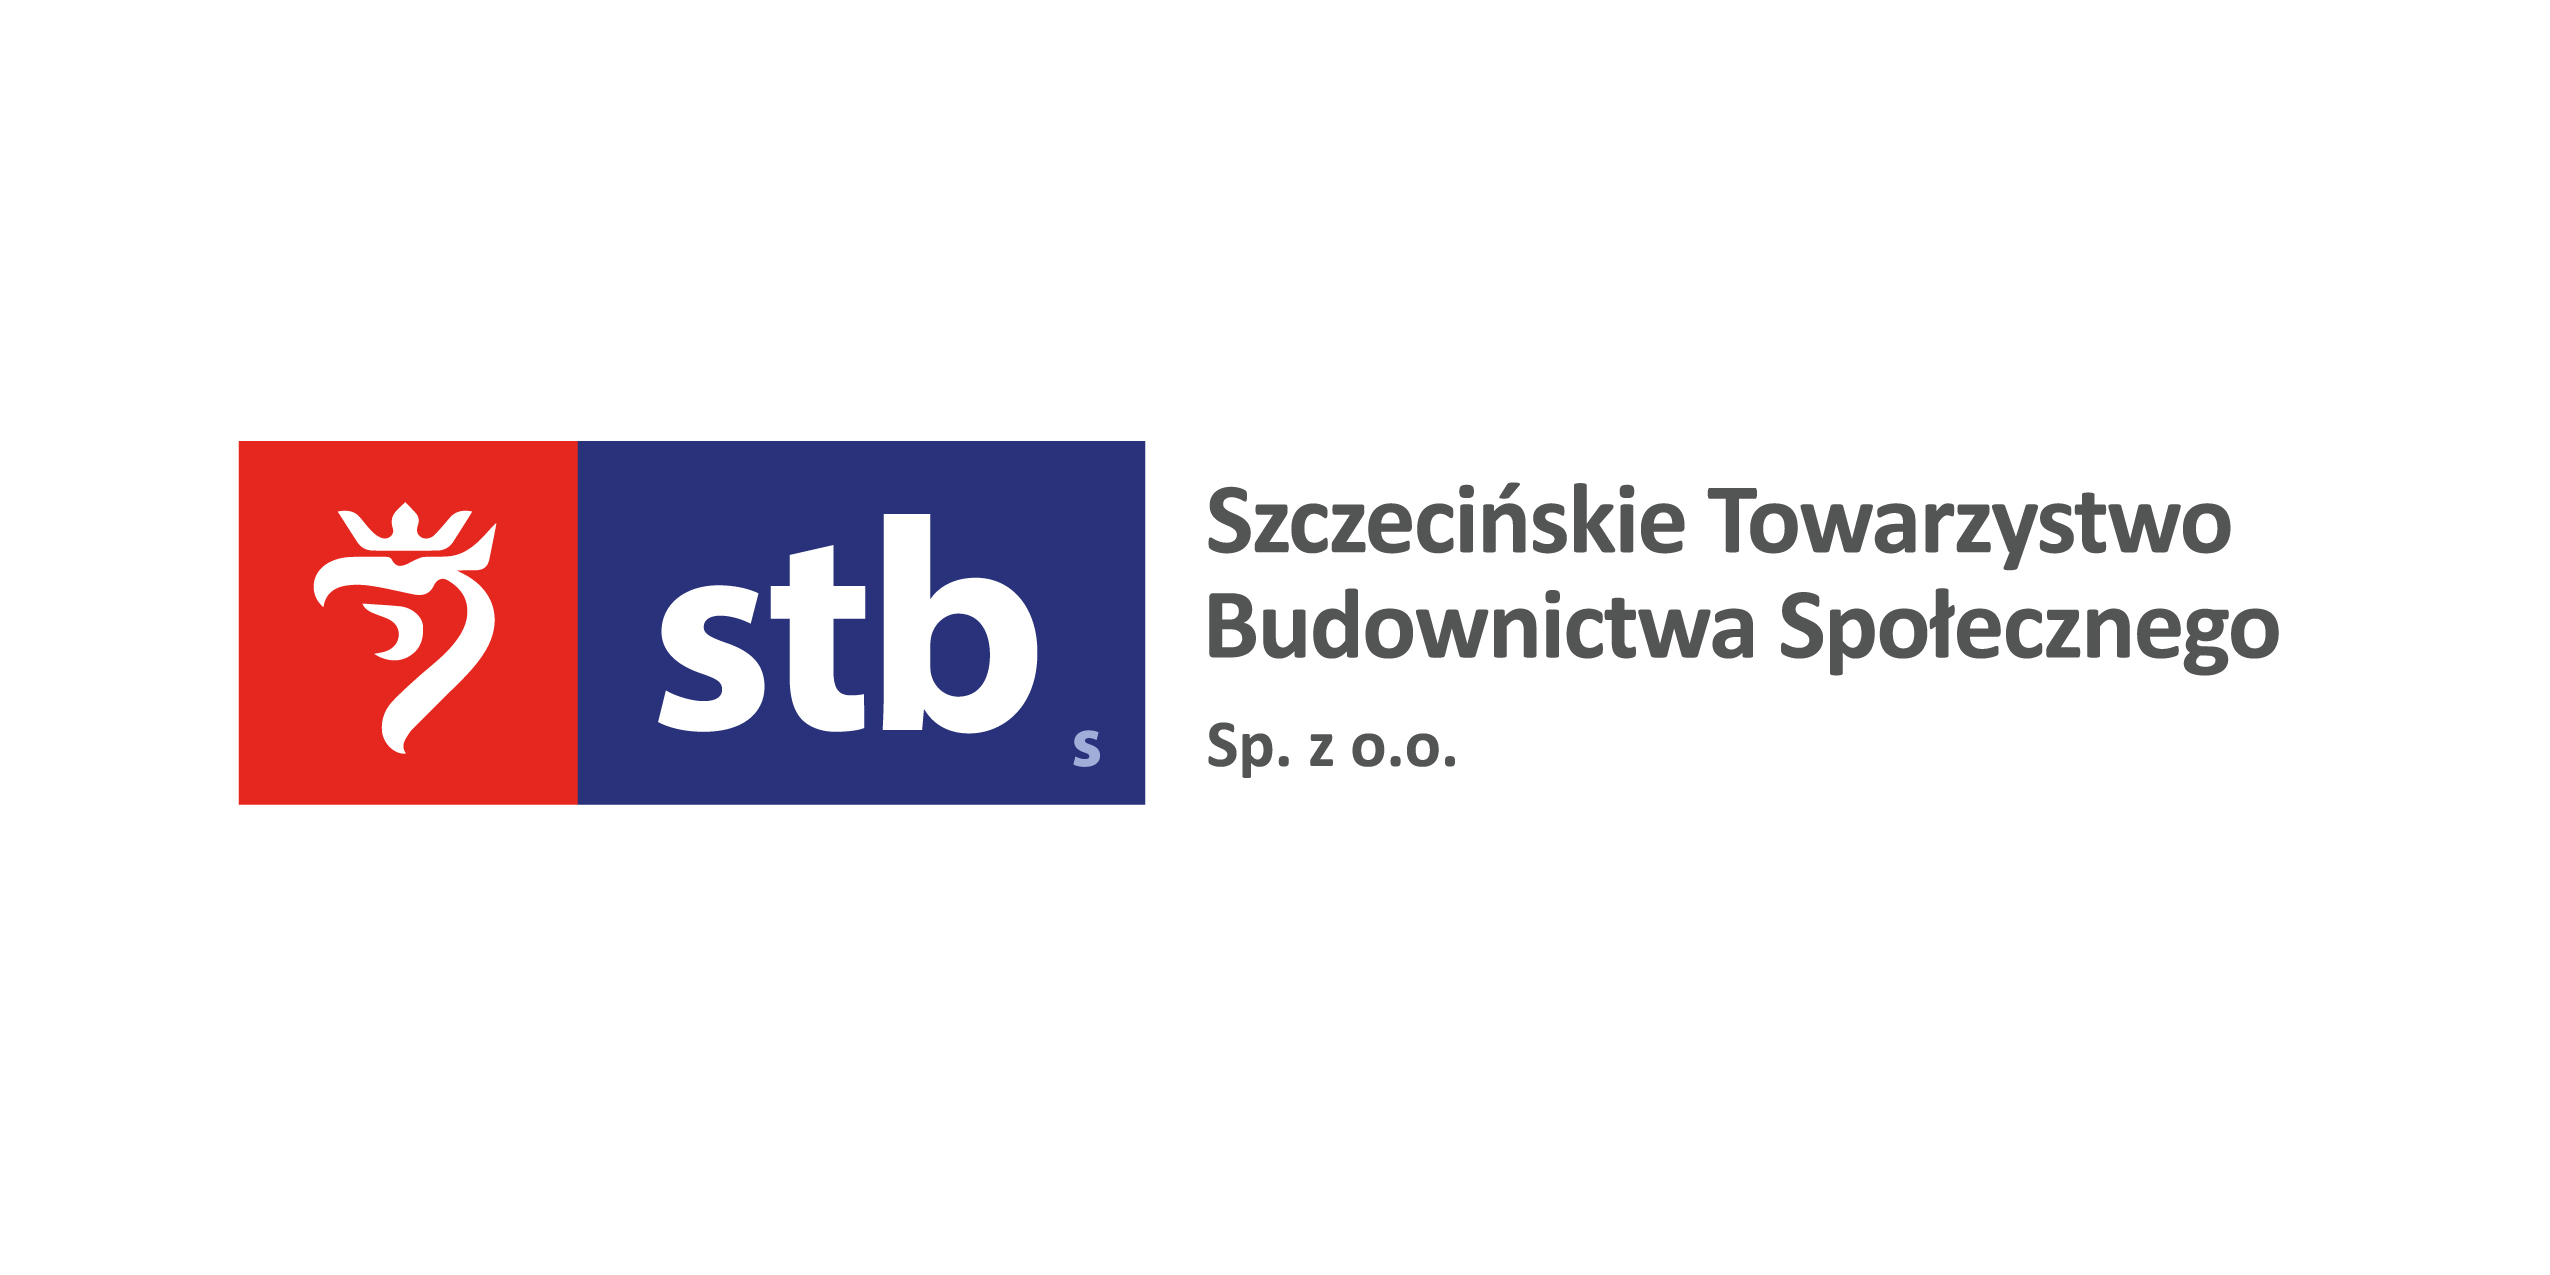 stb
s
Szczecińskie Towarzystwo
Budownictwa Społecznego
Sp. z o.o.